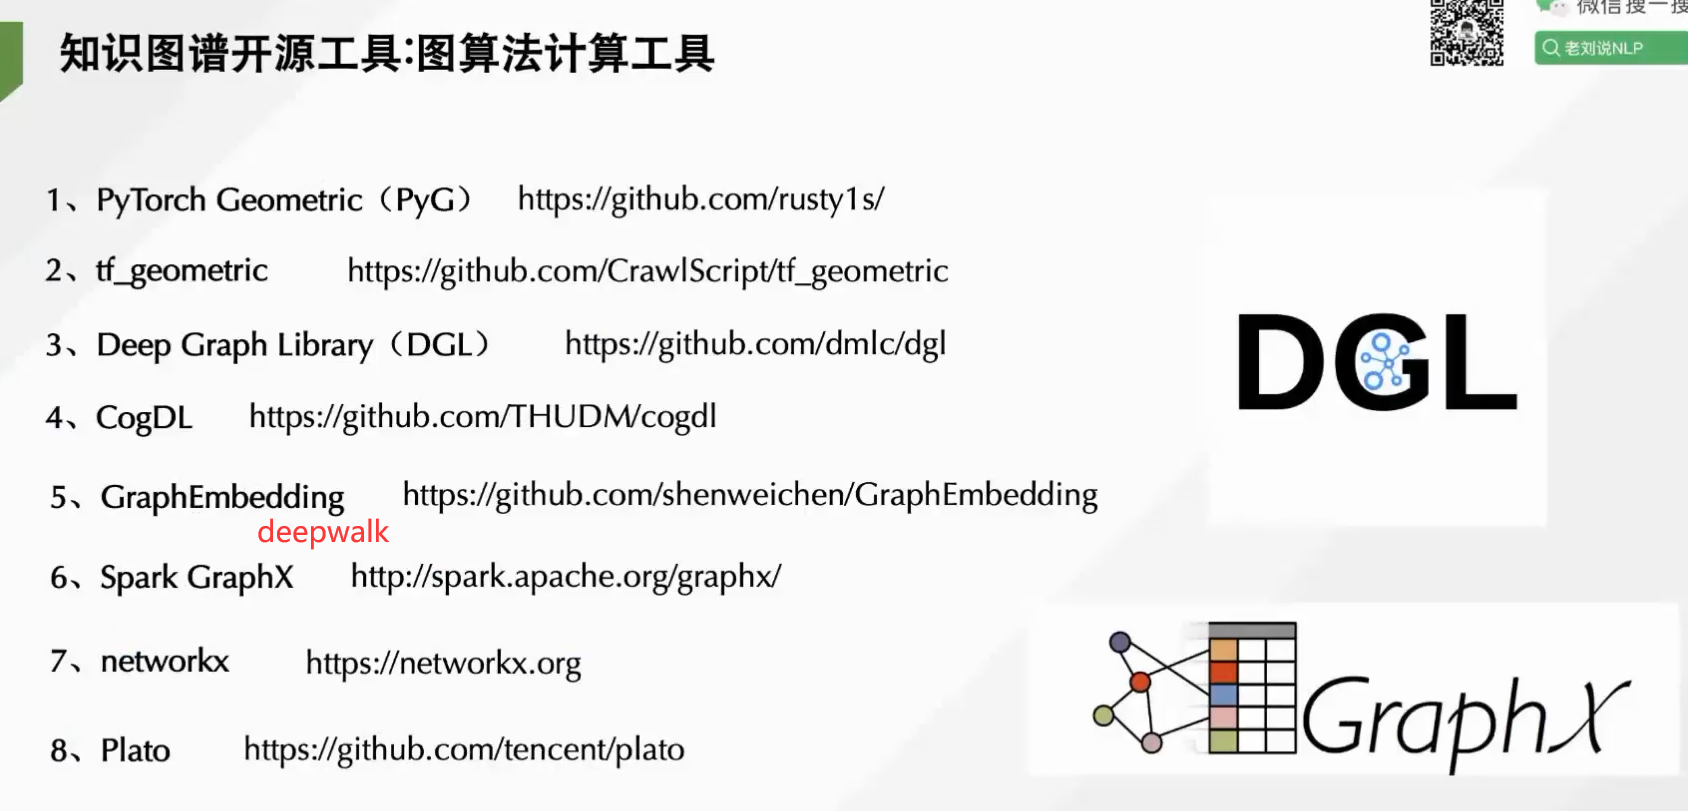 知识图谱开源工具:图算法计算工具
微信搜一搜
老刘说NLP
1、PyTorch Geometric（PyG） https://github.com/rusty1s/
2、tf_geometric https://github.com/CrawlScript/tf_geometric
3、Deep Graph Library（DGL） https://github.com/dmlc/dgl
DGL
4、CogDL https://github.com/THUDM/cogdl
5、GraphEmbedding https://github.com/shenweichen/GraphEmbedding
deepwalk
6、Spark GraphX http://spark.apache.org/graphx/
7、networkx https://networkx.org
GraphX
8、Plato https://github.com/tencent/plato